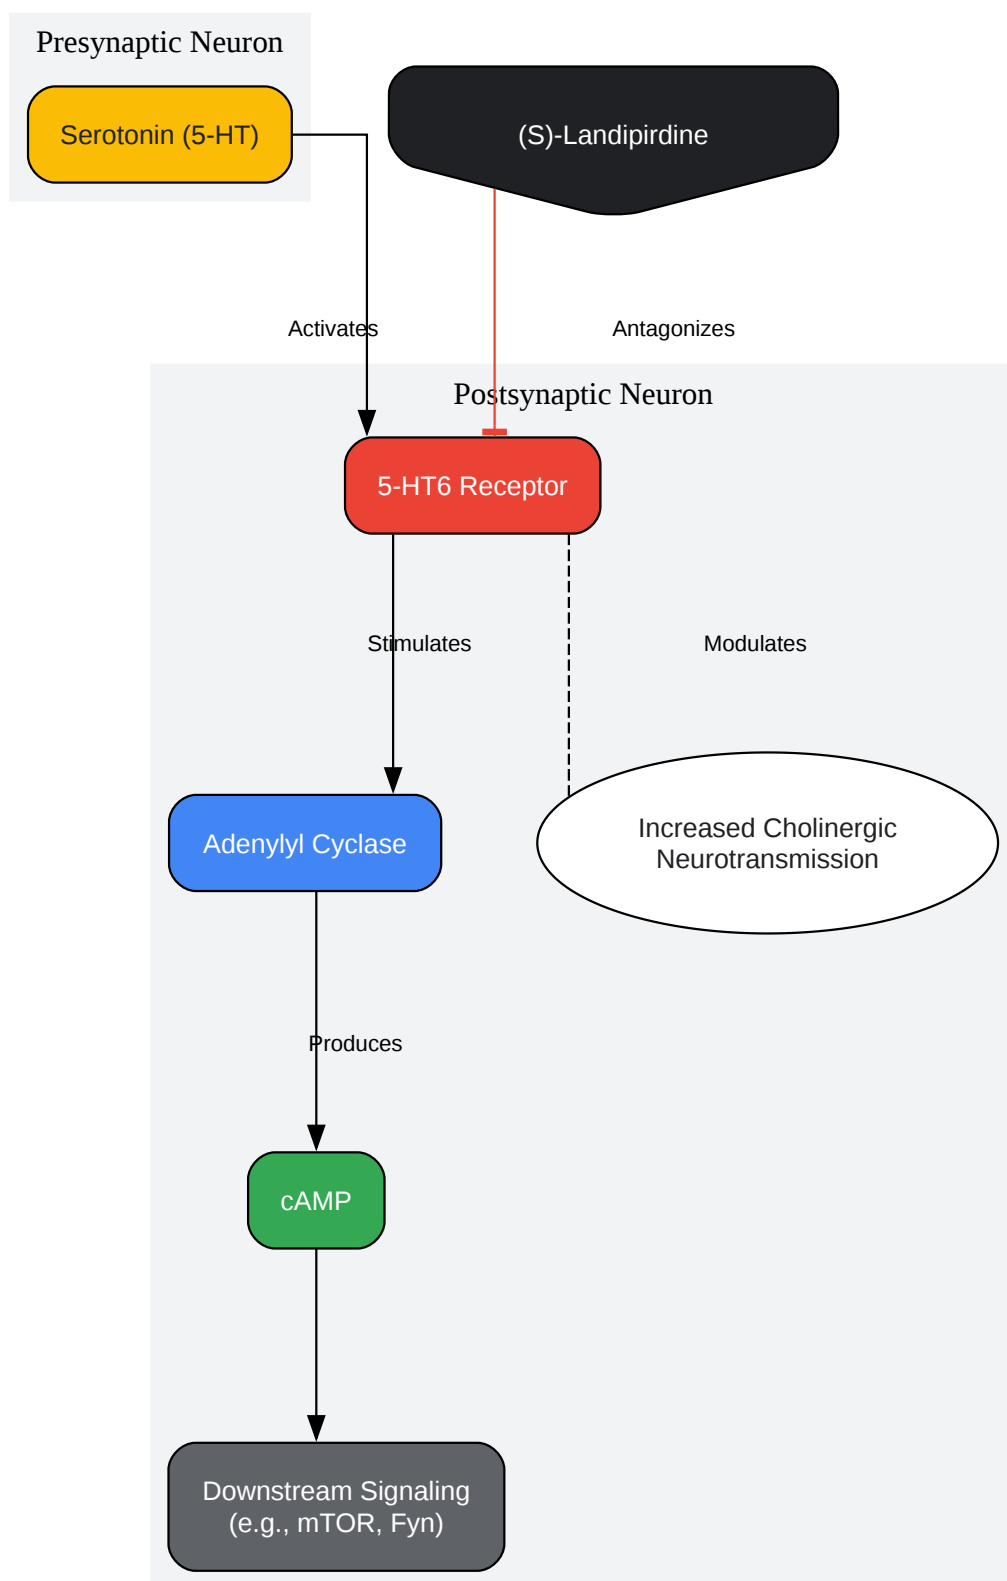 Presynaptic Neuron
Serotonin (5-HT)
(S)-Landipirdine
Activates
Antagonizes
Postsynaptic Neuron
5-HT6 Receptor
Stimulates
Modulates
Adenylyl Cyclase
Increased Cholinergic
Neurotransmission
Produces
cAMP
Downstream Signaling
(e.g., mTOR, Fyn)